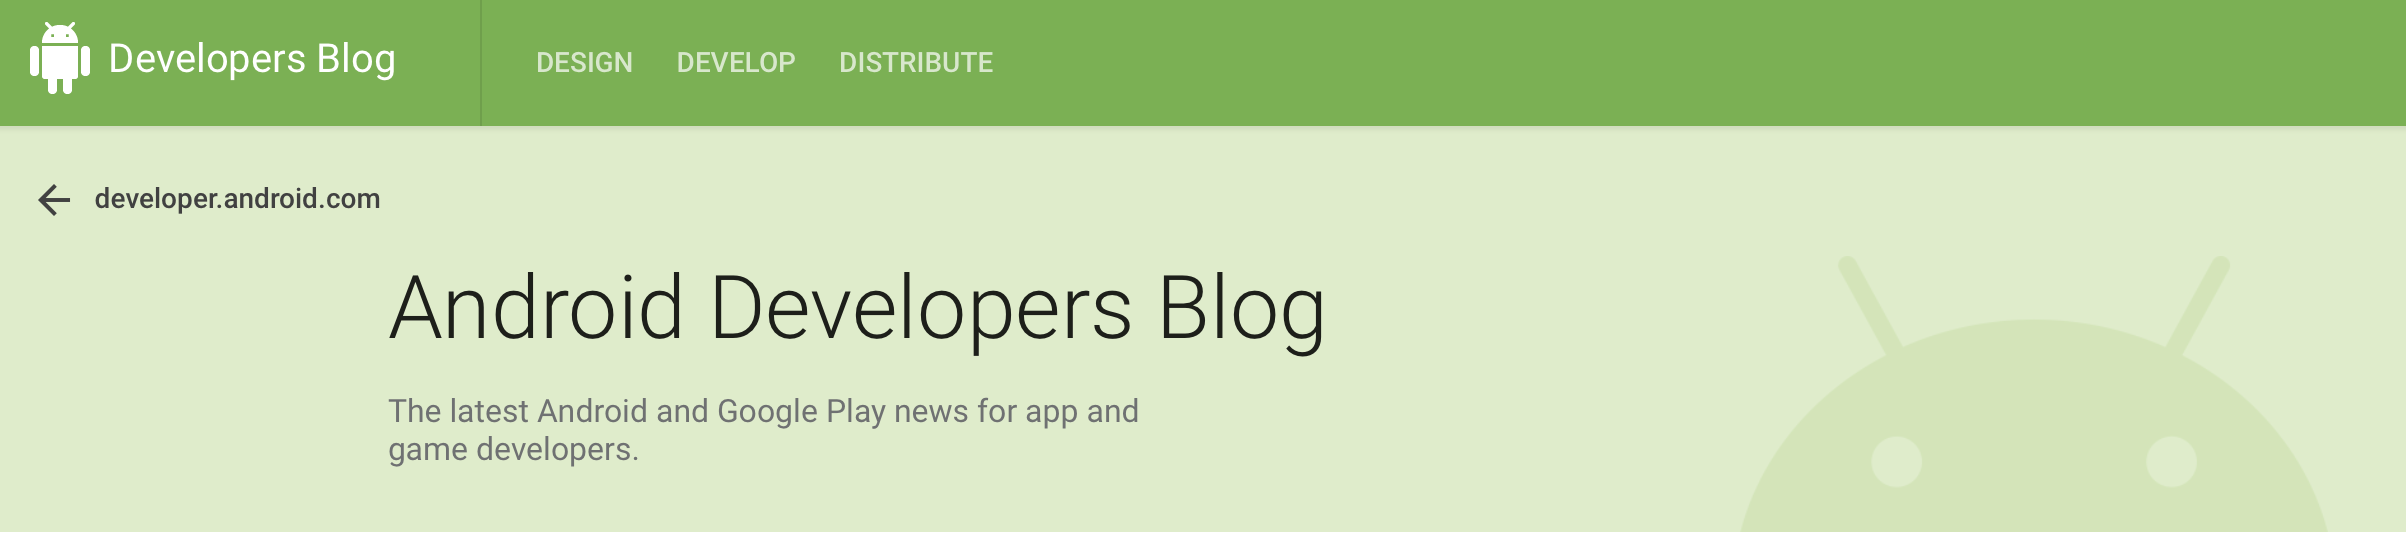 Developers Blog
DESIGN DEVELOP DISTRIBUTE
developer.android.com
Android Developers Blog
The latest Android and Google Play news for app and
game developers.